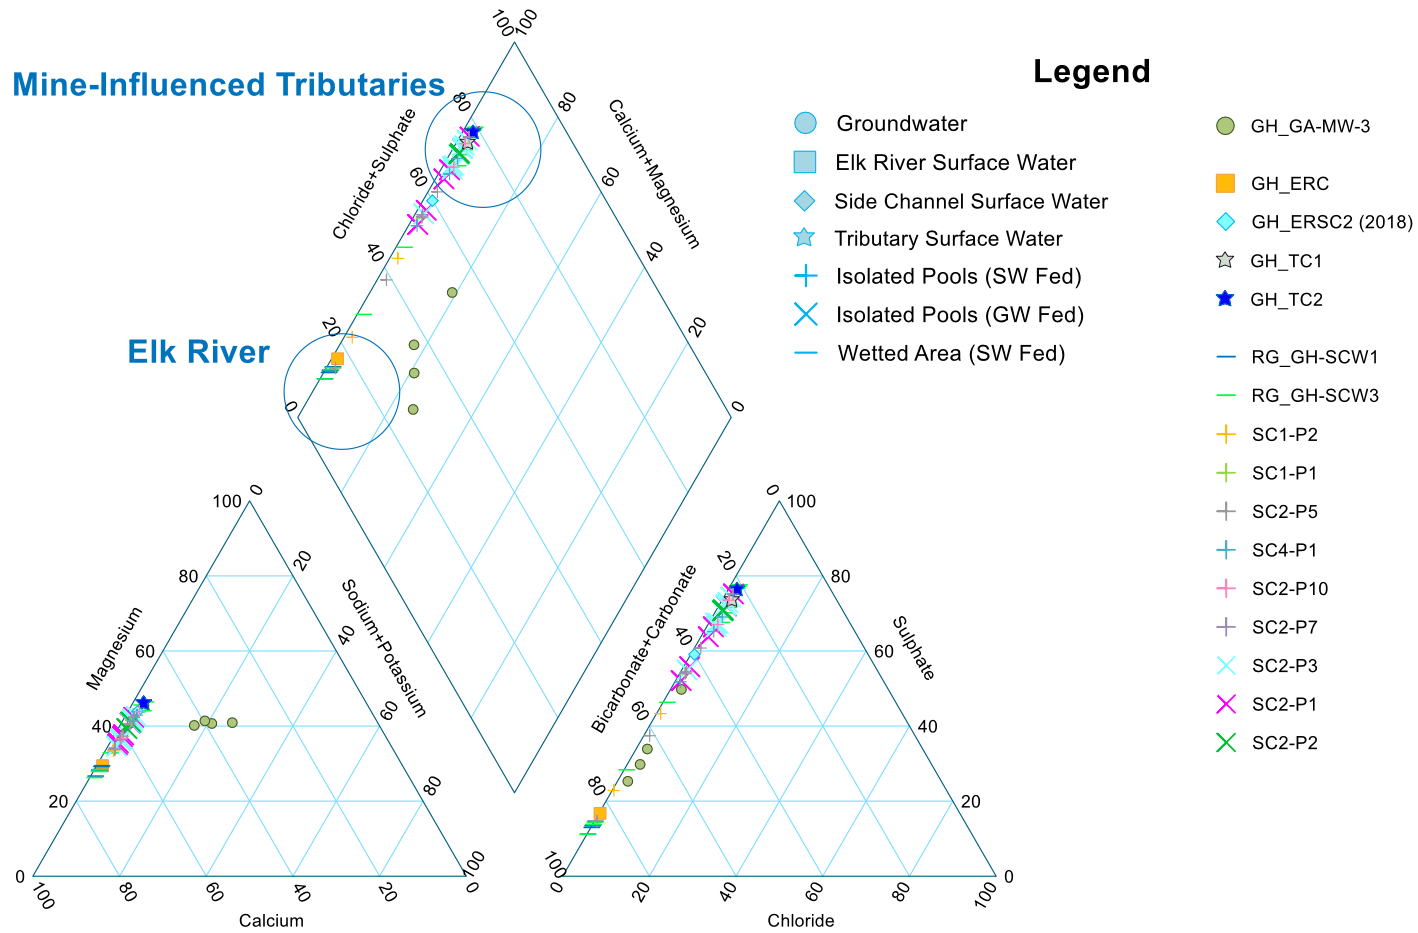 Legend
Mine-Influenced Tributaries
Elk River
100
100
80
60
40
20
0
Chloride+Sulphate
80
60
40
20
0
Calcium+Magnesium
Groundwater
Elk River Surface Water
Side Channel Surface Water
Tributary Surface Water
Isolated Pools (SW Fed)
Isolated Pools (GW Fed)
Wetted Area (SW Fed)
GH_GA-MW-3
GH_ERC
GH_ERSC2 (2018)
GH_TC1
GH_TC2
RG_GH-SCW1
RG_GH-SCW3
SC1-P2
SC1-P1
SC2-P5
SC4-P1
SC2-P10
SC2-P7
SC2-P3
SC2-P1
SC2-P2
100
80
60
40
20
0
Magnesium
0
20
40
60
80
100
Sodium+Potassium
100
80
60
40
20
0
Calcium
0
20
40
60
80
100
Bicarbonate+Carbonate
100
80
60
40
20
0
Sulphate
0
20
40
60
80
100
Chloride